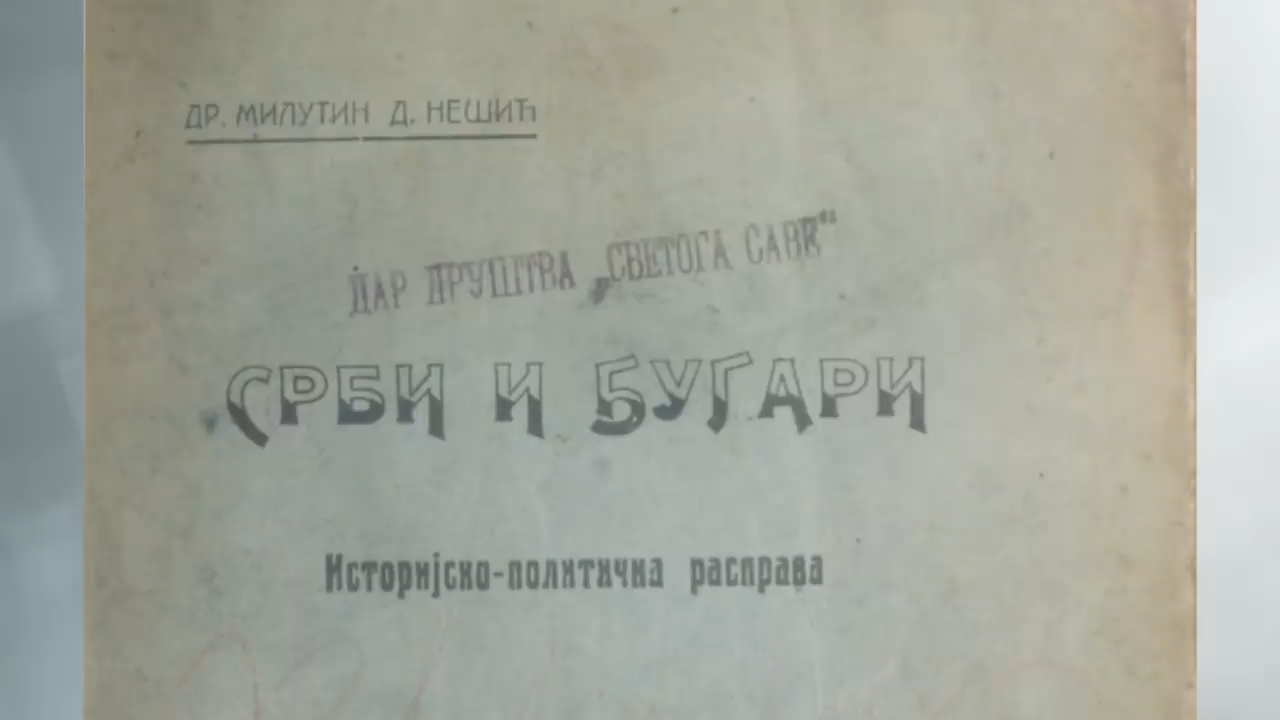 ДР. МИЛУТИН Д. НЕШИЋ
ДАР ДРУШТВА „СВЕТОГА САВЕ“
СРБИ И БУГАРИ
Историјско-политична расправа